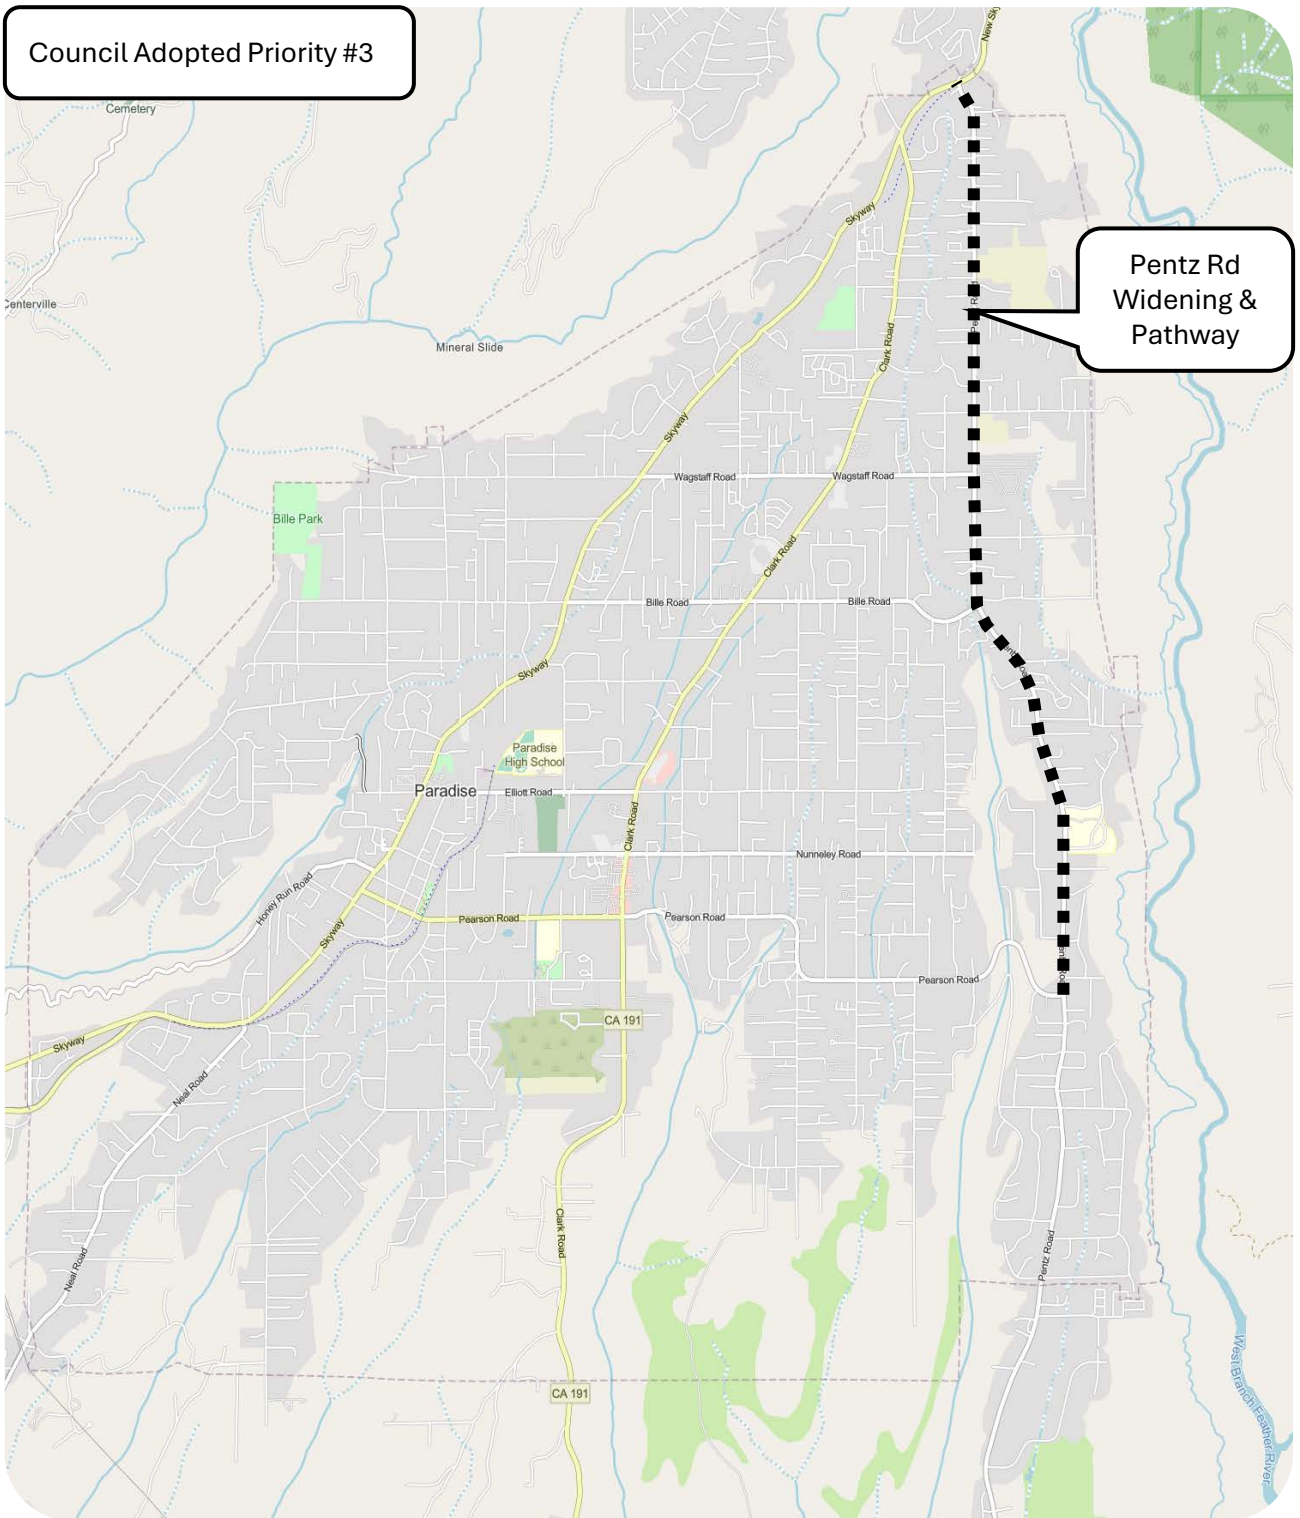 Council Adopted Priority #3
New Sky
Cemetery
Skyway
Pentz Rd
Widening &
Pathway
Centerville
Mineral Slide
Clark Road
Skyway
Wagstaff Road
Wagstaff Road
Bille Park
Clark Road
Bille Road
Bille Road
Skyway
Paradise
High School
Paradise
Elliott Road
Clark Road
Nunneley Road
Honey Run Road
Pearson Road
Pearson Road
Skyway
Pearson Road
CA 191
Skyway
Neal Road
Clark Road
Pentz Road
Neal Road
CA 191
West Branch Feather River